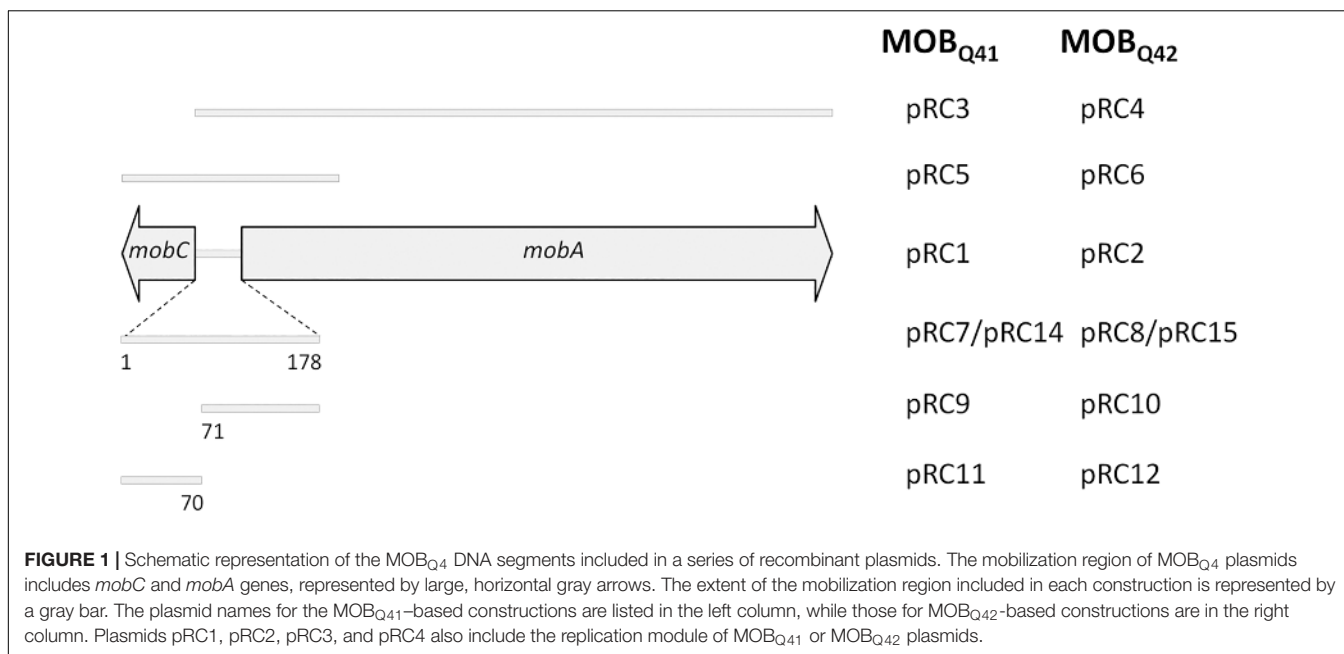 MOBQ41 MOBQ42
pRC3 pRC4
pRC5 pRC6
mobC mobA pRC1 pRC2
pRC7/pRC14 pRC8/pRC15
1 178
pRC9 pRC10
71
pRC11 pRC12
70
FIGURE 1 | Schematic representation of the MOBQ4 DNA segments included in a series of recombinant plasmids. The mobilization region of MOBQ4 plasmids
includes mobC and mobA genes, represented by large, horizontal gray arrows. The extent of the mobilization region included in each construction is represented by
a gray bar. The plasmid names for the MOBQ41–based constructions are listed in the left column, while those for MOBQ42-based constructions are in the right
column. Plasmids pRC1, pRC2, pRC3, and pRC4 also include the replication module of MOBQ41 or MOBQ42 plasmids.